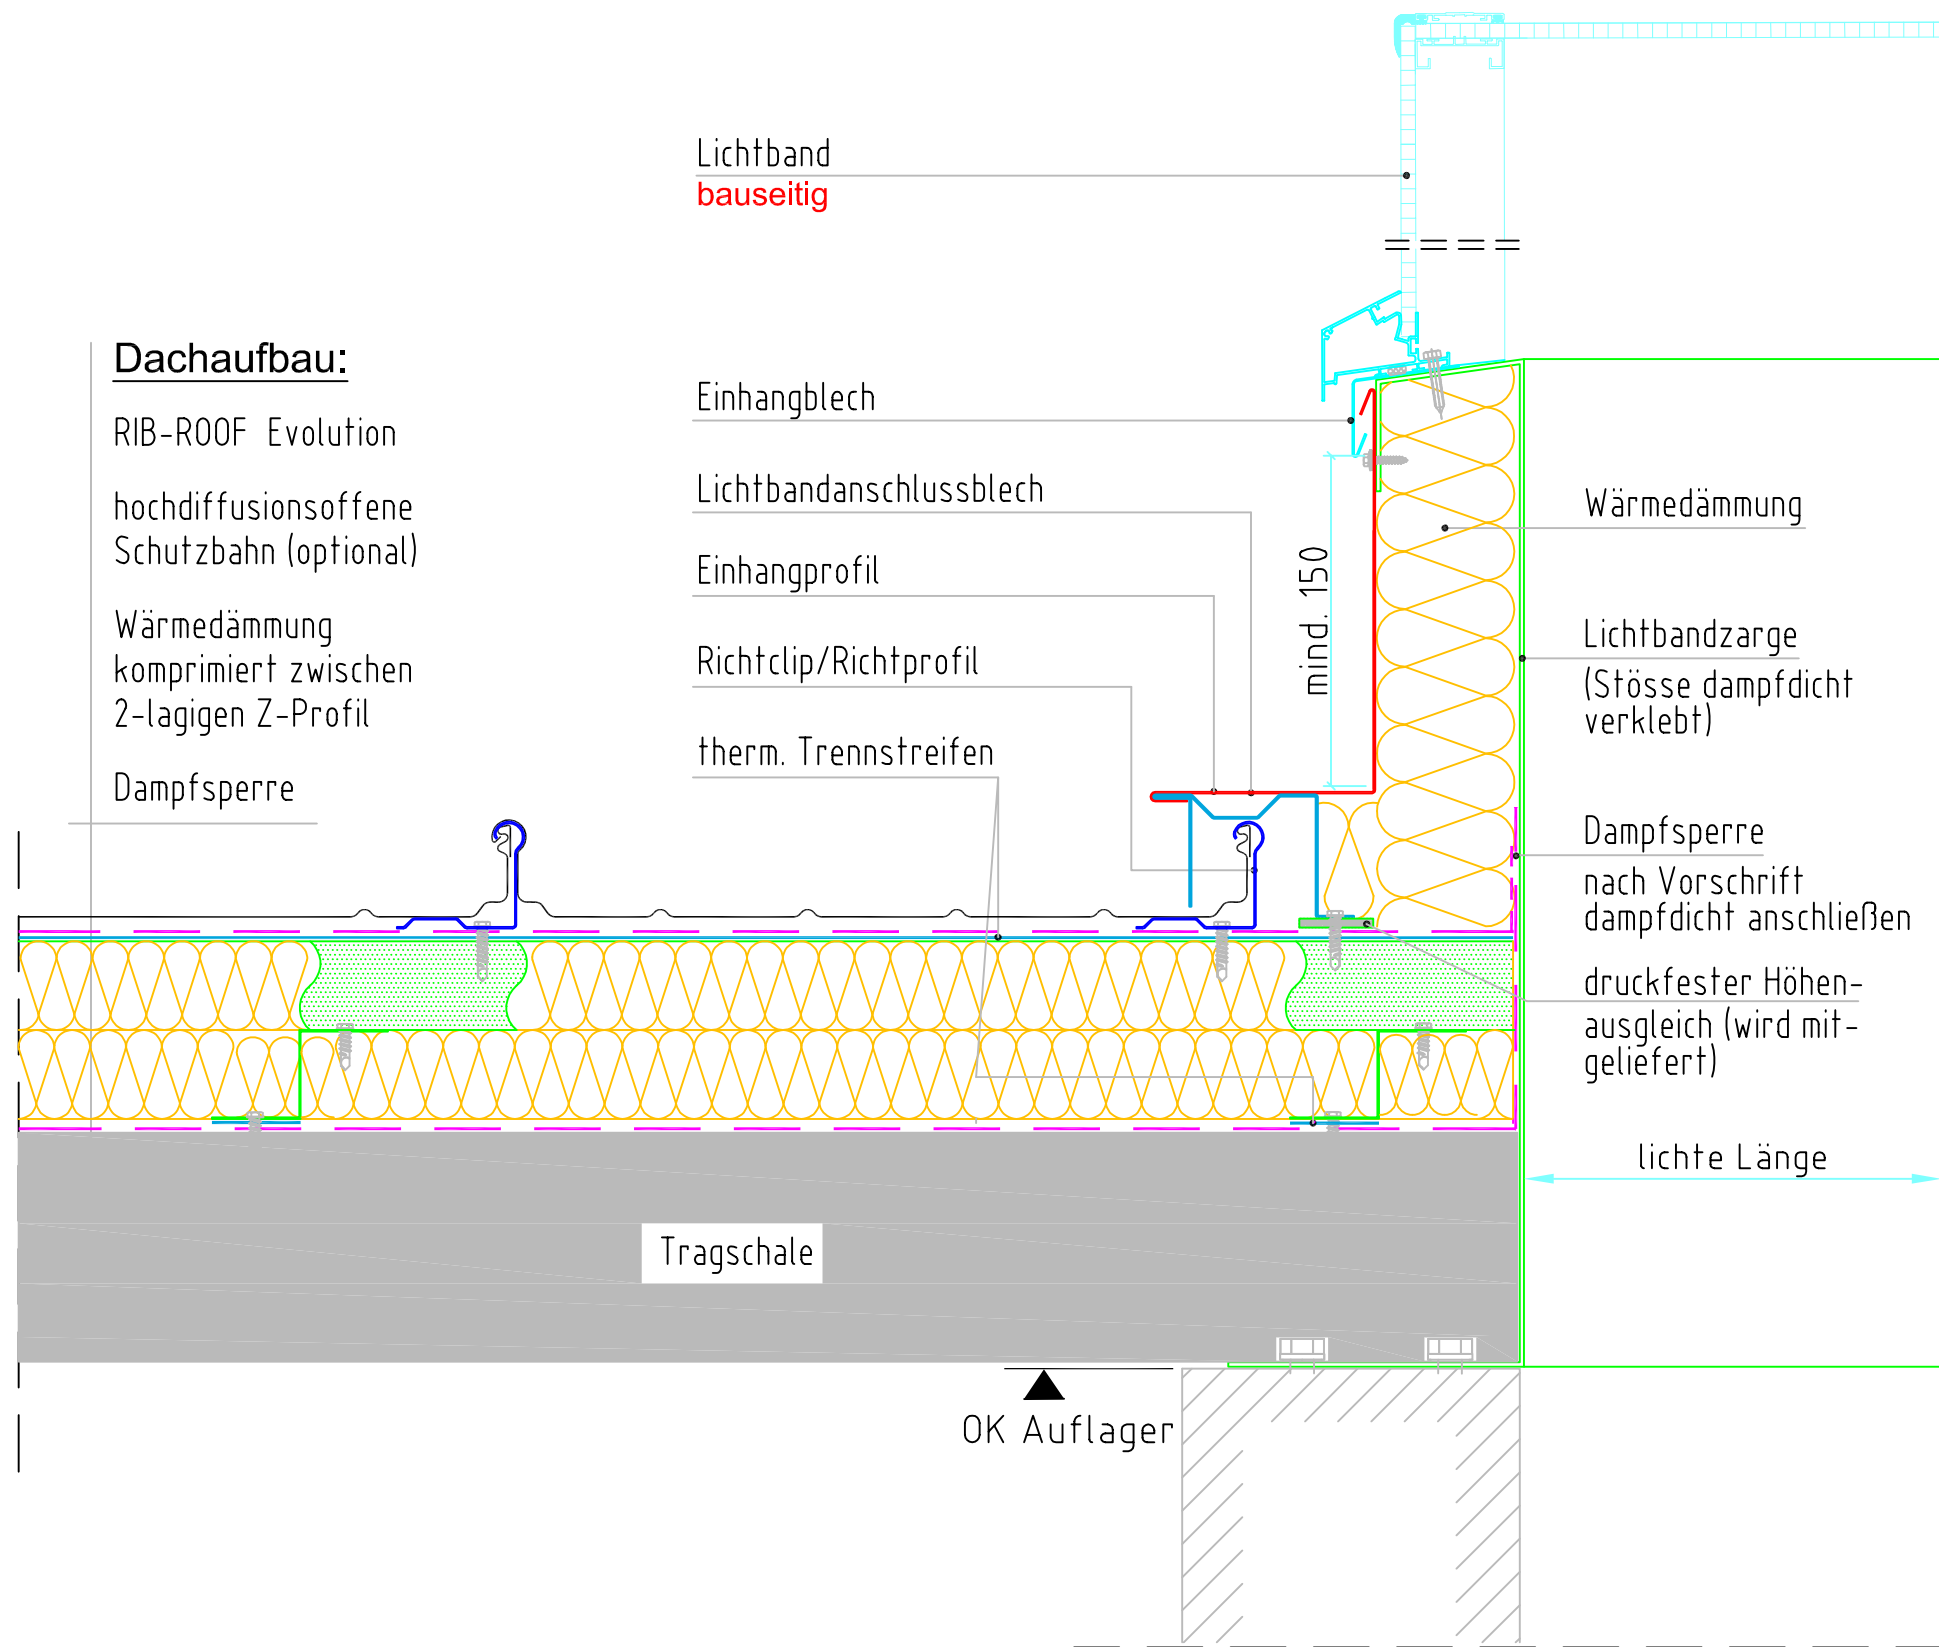 Lichtband
bauseitig
Dachaufbau:
RIB-ROOF Evolution
hochdiffusionsoffene
Schutzbahn (optional)
Wärmedämmung
komprimiert zwischen
2-lagigen Z-Profil
Dampfsperre
Einhangblech
Lichtbandanschlussblech
Einhangprofil
Richtclip/Richtprofil
therm. Trennstreifen
mind. 150
Wärmedämmung
Lichtbandzarge
(Stösse dampfdicht
verklebt)
Dampfsperre
nach Vorschrift
dampfdicht anschließen
druckfester Höhen-
ausgleich (wird mit-
geliefert)
lichte Länge
Tragschale
OK Auflager